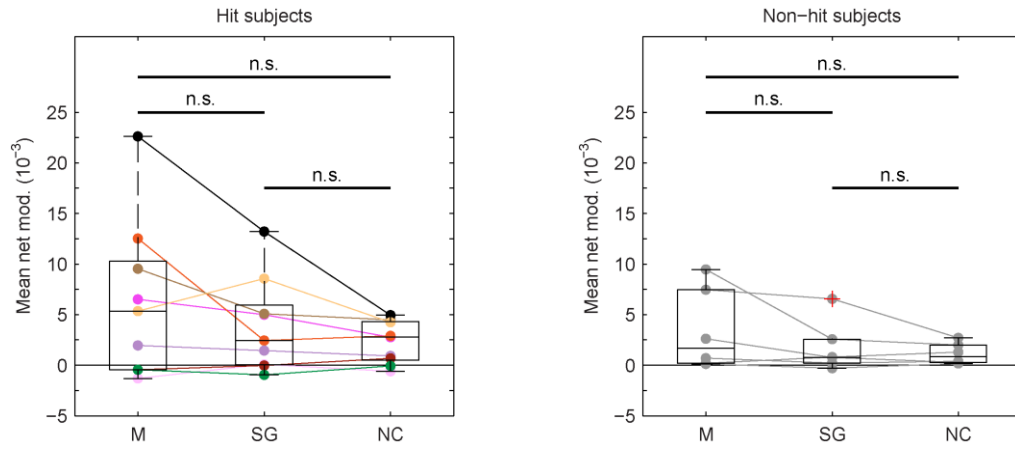 Hit subjects
n.s.
n.s.
n.s.
Mean net mod. (10⁻³)
25
20
15
10
5
0
−5
M SG NC
Non−hit subjects
n.s.
n.s.
n.s.
Mean net mod. (10⁻³)
25
20
15
10
5
0
−5
M SG NC